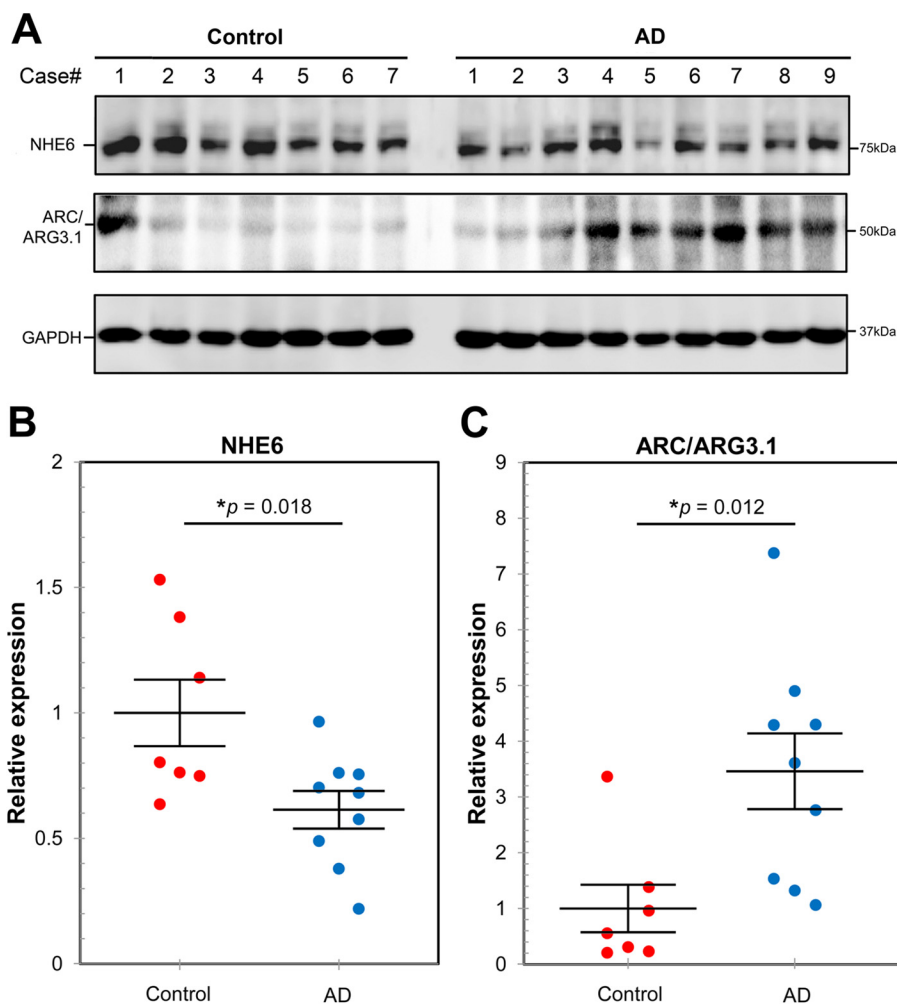 A
Control
AD
Case#
1 2 3 4 5 6 7
1 2 3 4 5 6 7 8 9
NHE6
75kDa
ARC/
ARG3.1
50kDa
GAPDH
37kDa
B
NHE6
2
1.5
1
0.5
0
*p = 0.018
Relative expression
Control
AD
C
ARC/ARG3.1
9
8
7
6
5
4
3
2
1
0
*p = 0.012
Relative expression
Control
AD